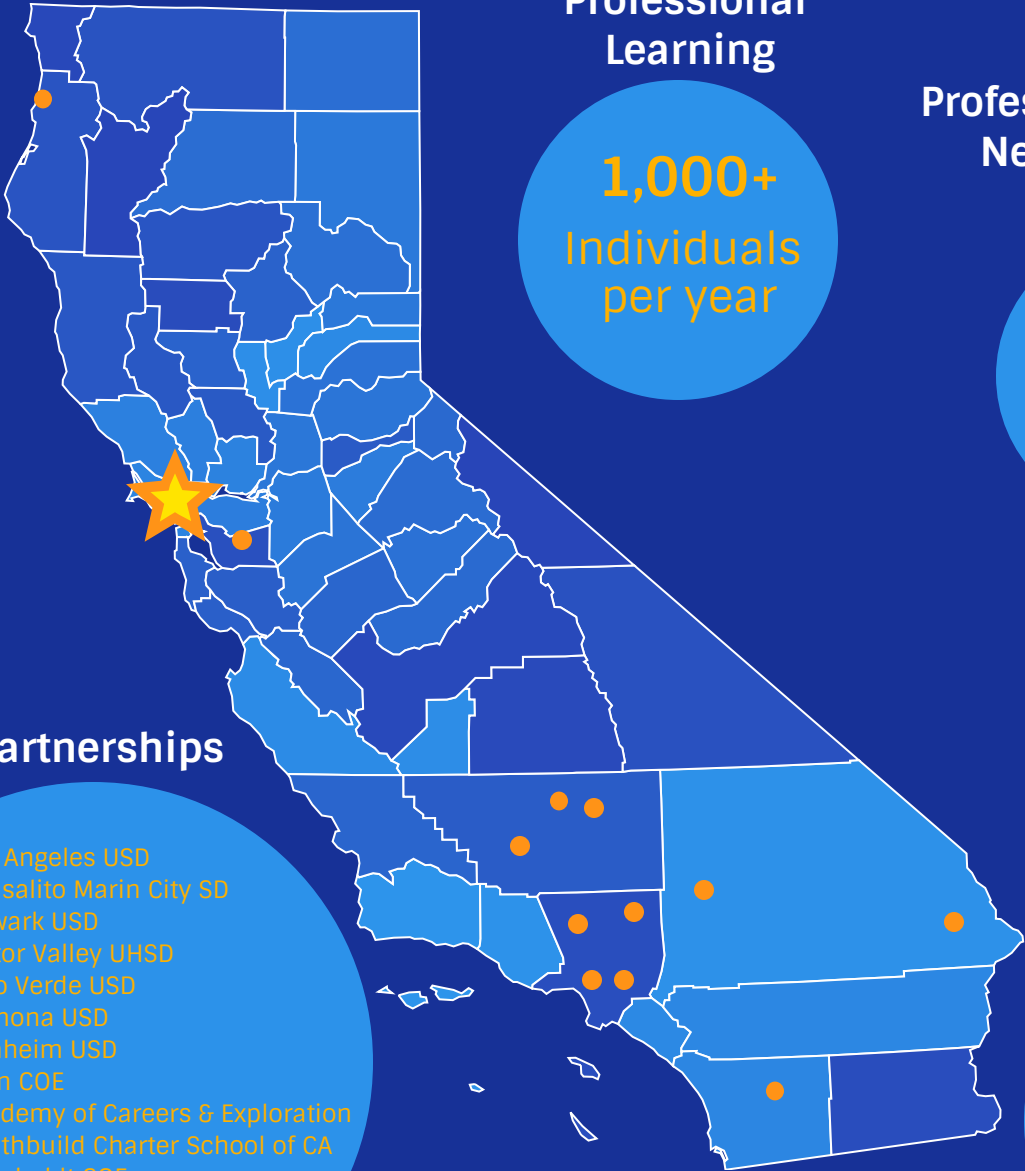 Professional
Learning
1,000+
Individuals
per year
Profes
Ne
artnerships
Angeles USD
salito Marin City SD
wark USD
tor Valley UHSD
o Verde USD
nona USD
aheim USD
n COE
demy of Careers & Exploration
thbuild Charter School of CA